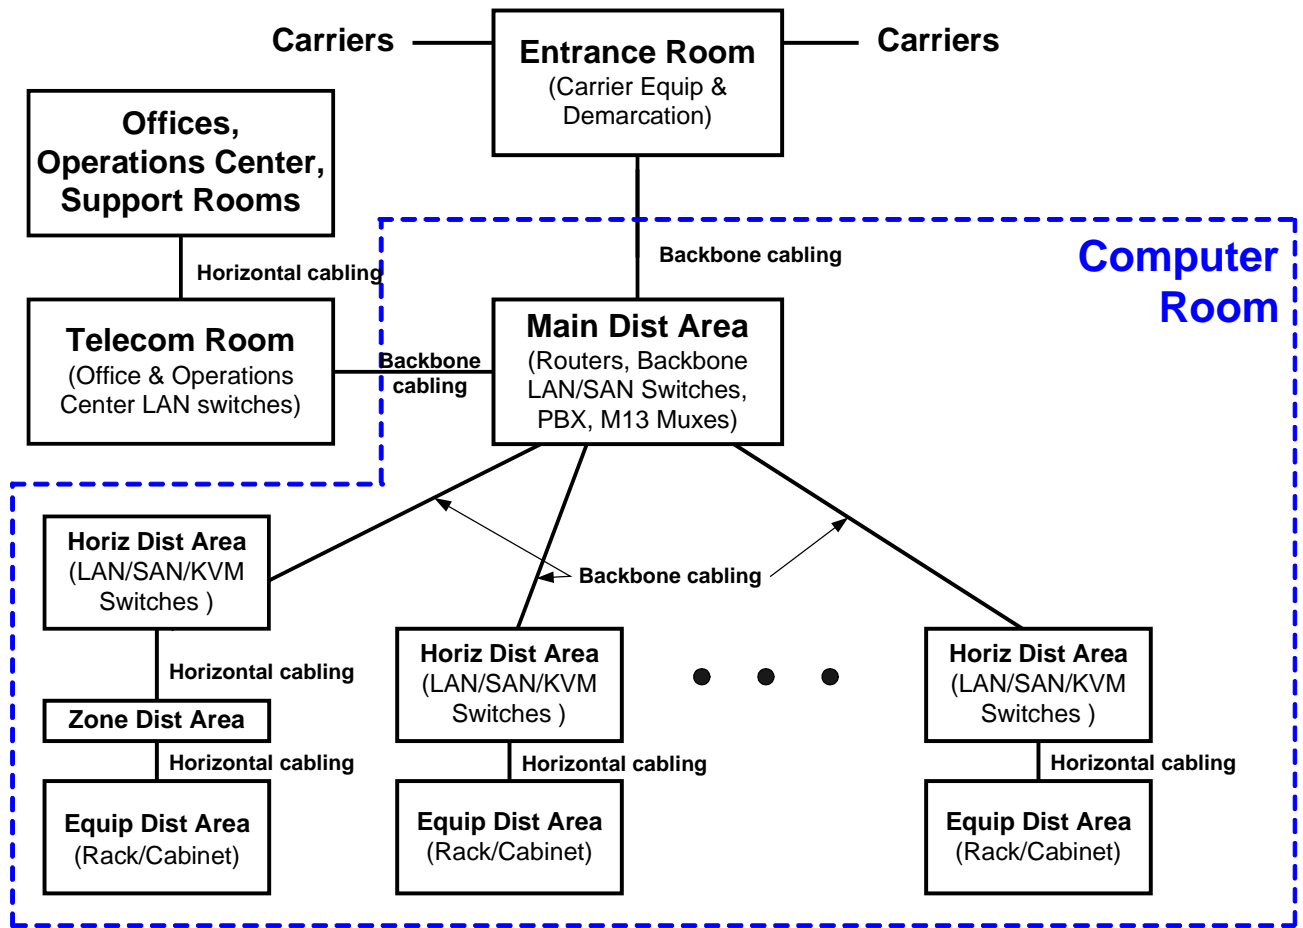 Carriers
Entrance Room
(Carrier Equip &
Demarcation)
Carriers
Offices,
Operations Center,
Support Rooms
Horizontal cabling
Backbone cabling
Computer
Room
Telecom Room
(Office & Operations
Center LAN switches)
Backbone
cabling
Main Dist Area
(Routers, Backbone
LAN/SAN Switches,
PBX, M13 Muxes)
Horiz Dist Area
(LAN/SAN/KVM
Switches )
Backbone cabling
Horizontal cabling
Zone Dist Area
Horizontal cabling
Equip Dist Area
(Rack/Cabinet)
Horiz Dist Area
(LAN/SAN/KVM
Switches )
Horizontal cabling
Equip Dist Area
(Rack/Cabinet)
Horiz Dist Area
(LAN/SAN/KVM
Switches )
Horizontal cabling
Equip Dist Area
(Rack/Cabinet)